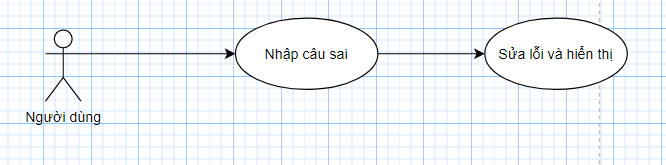 Nhập câu sai
Sửa lỗi và hiển thị
Người dùng